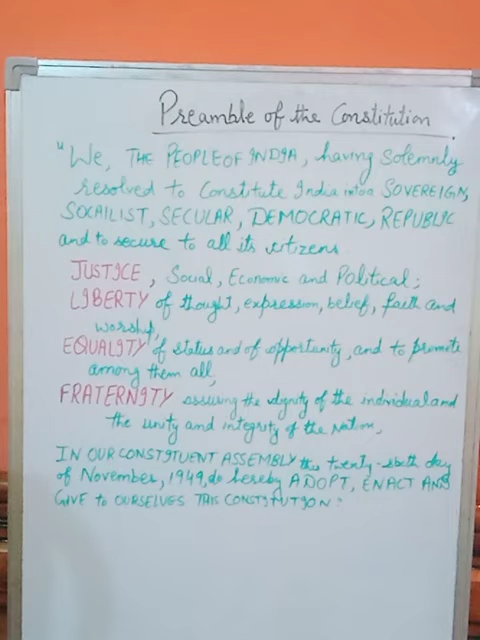 Preamble of the Constitution
"We, THE PEOPLE OF INDIA, having solemnly
resolved to Constitute India into a SOVEREIGN,
SOCAILIST, SECULAR, DEMOCRATIC, REPUBLIC
and to secure to all its citizens
JUSTICE, Social, Economic and Political;
LIBERTY of thought, expression, belief, faith and
worship,
EQUALITY of status and of opportunity, and to promote
among them all,
FRATERNITY assuring the dignity of the individual and
the unity and integrity of the Nation,
IN OUR CONSTITUENT ASSEMBLY this twenty-sixth day
of November, 1949, do hereby ADOPT, ENACT AND
GIVE to OURSELVES THIS CONSTITUTION"